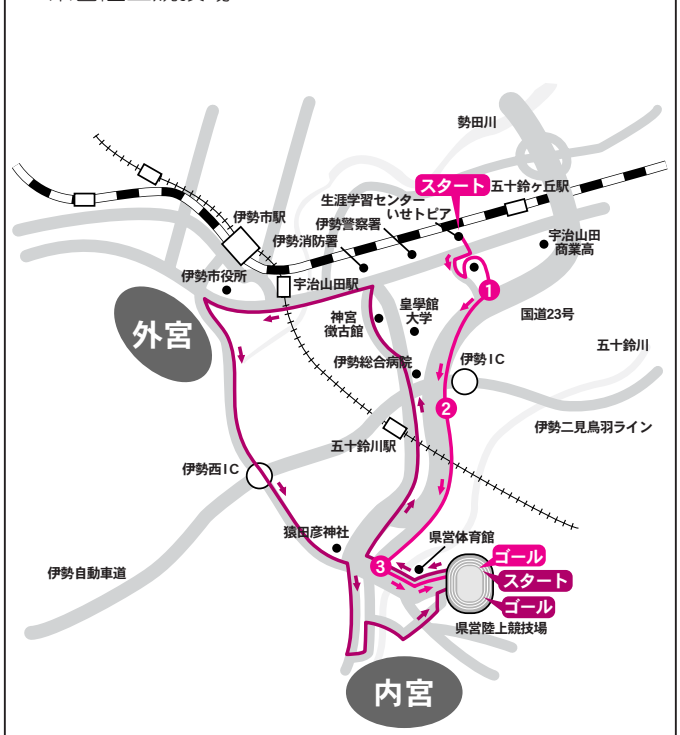 勢田川
スタート
五十鈴ヶ丘駅
生涯学習センター
いせトピア
伊勢市駅
伊勢警察署
伊勢消防署
宇治山田
商業高
伊勢市役所
宇治山田駅
1
外宮
神宮
徴古館
皇學館
大学
国道23号
五十鈴川
伊勢総合病院
伊勢IC
2
伊勢二見鳥羽ライン
五十鈴川駅
伊勢西IC
猿田彦神社
県営体育館
3
ゴール
スタート
ゴール
伊勢自動車道
県営陸上競技場
内宮